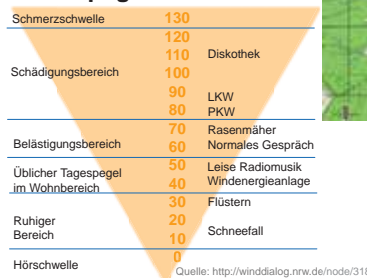 Schmerzschwelle 130
120
110 Diskothek
Schädigungsbereich 100
90 LKW
80 PKW
70 Rasenmäher
Belästigungsbereich 60 Normales Gespräch
Üblicher Tagespegel 50 Leise Radiomusik
im Wohnbereich 40 Windenergieanlage
30 Flüstern
Ruhiger 20
Bereich 10 Schneefall
Hörschwelle 0
Quelle: http://winddialog.nrw.de/node/318